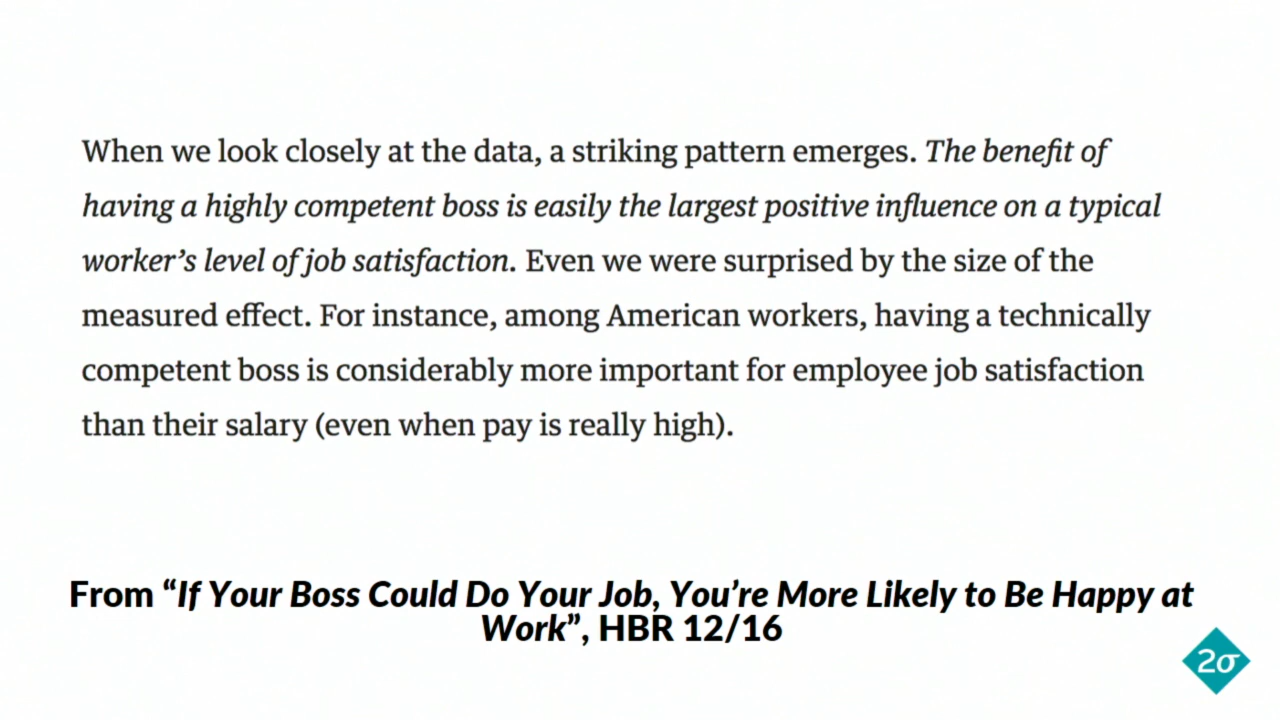 When we look closely at the data, a striking pattern emerges. The benefit of
having a highly competent boss is easily the largest positive influence on a typical
worker’s level of job satisfaction. Even we were surprised by the size of the
measured effect. For instance, among American workers, having a technically
competent boss is considerably more important for employee job satisfaction
than their salary (even when pay is really high).
From “If Your Boss Could Do Your Job, You’re More Likely to Be Happy at
Work”, HBR 12/16
2σ